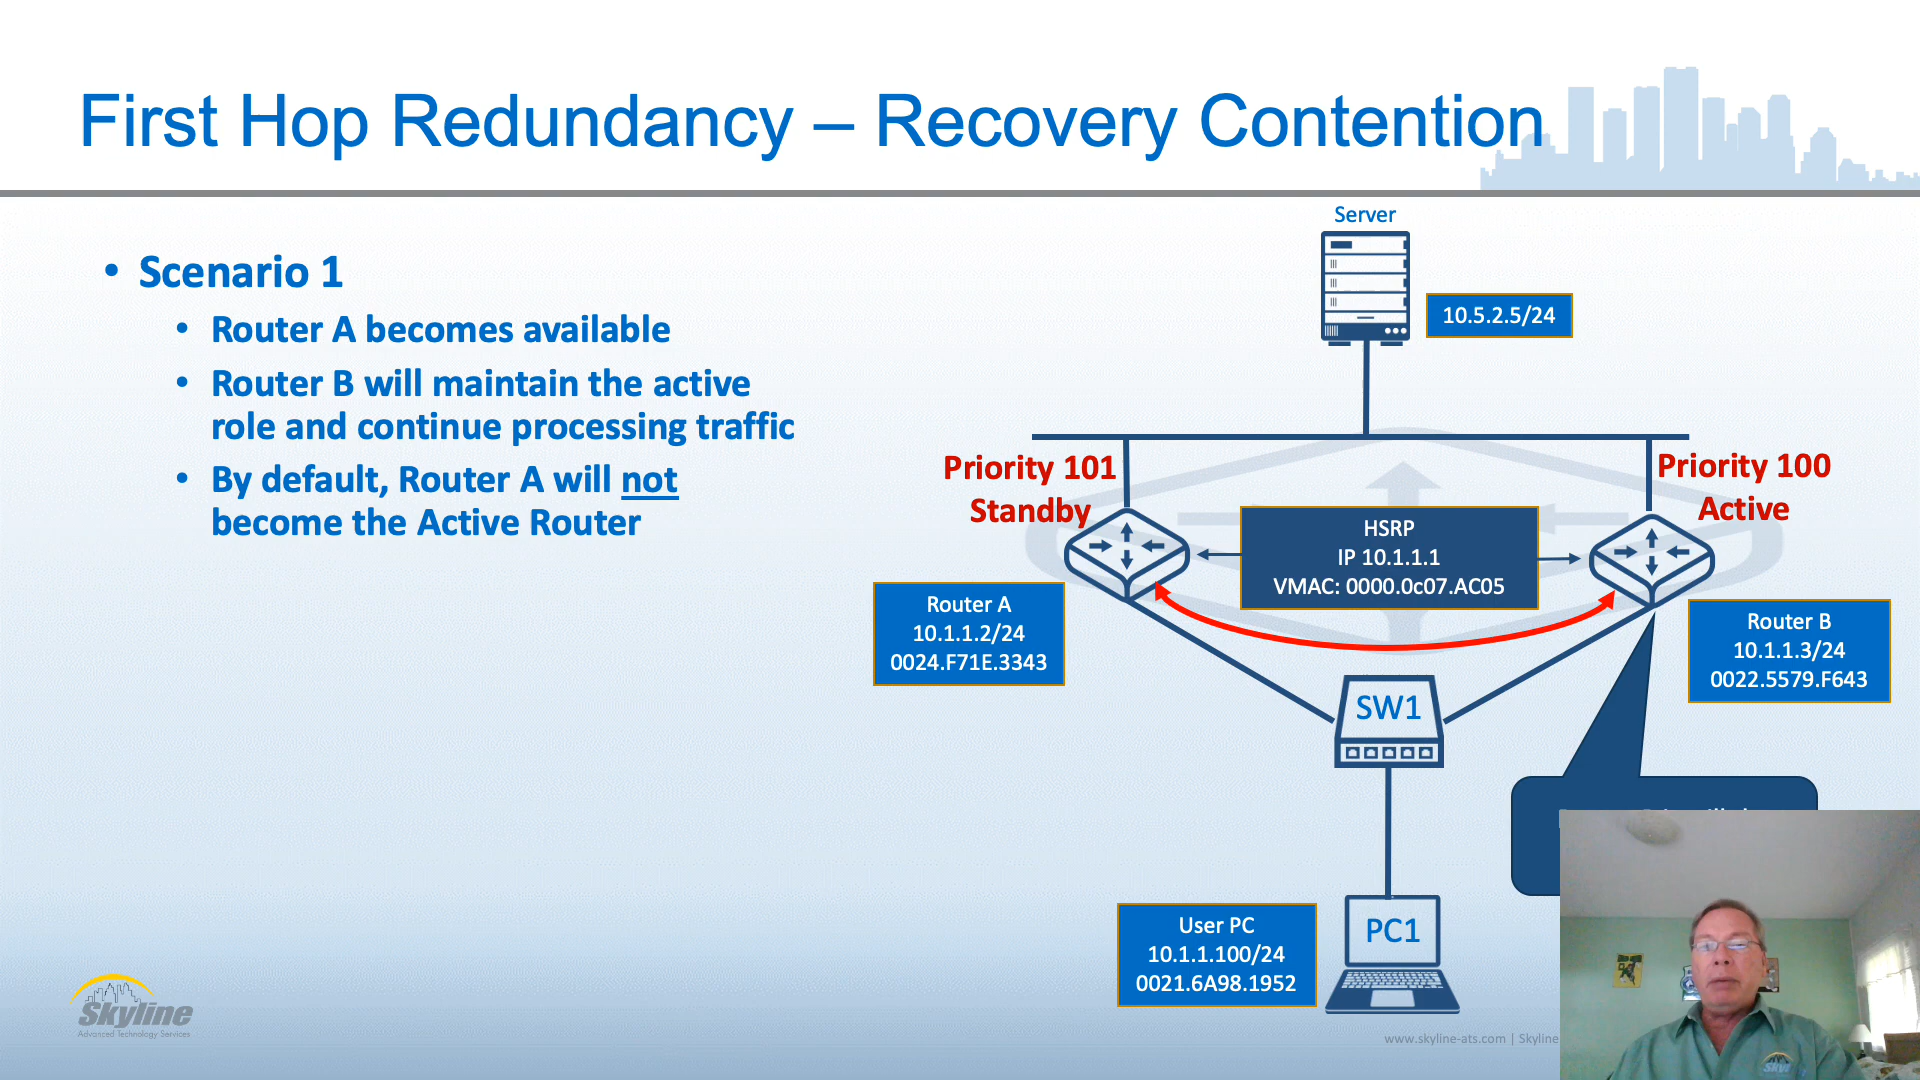 First Hop Redundancy – Recovery Contention
• Scenario 1
• Router A becomes available
• Router B will maintain the active
role and continue processing traffic
• By default, Router A will not
become the Active Router
Server
10.5.2.5/24
Priority 101
Standby
Priority 100
Active
HSRP
IP 10.1.1.1
VMAC: 0000.0c07.AC05
Router A
10.1.1.2/24
0024.F71E.3343
Router B
10.1.1.3/24
0022.5579.F643
SW1
User PC
10.1.1.100/24
0021.6A98.1952
PC1
Skyline
Advanced Technology Services
www.skyline-ats.com | Skyline